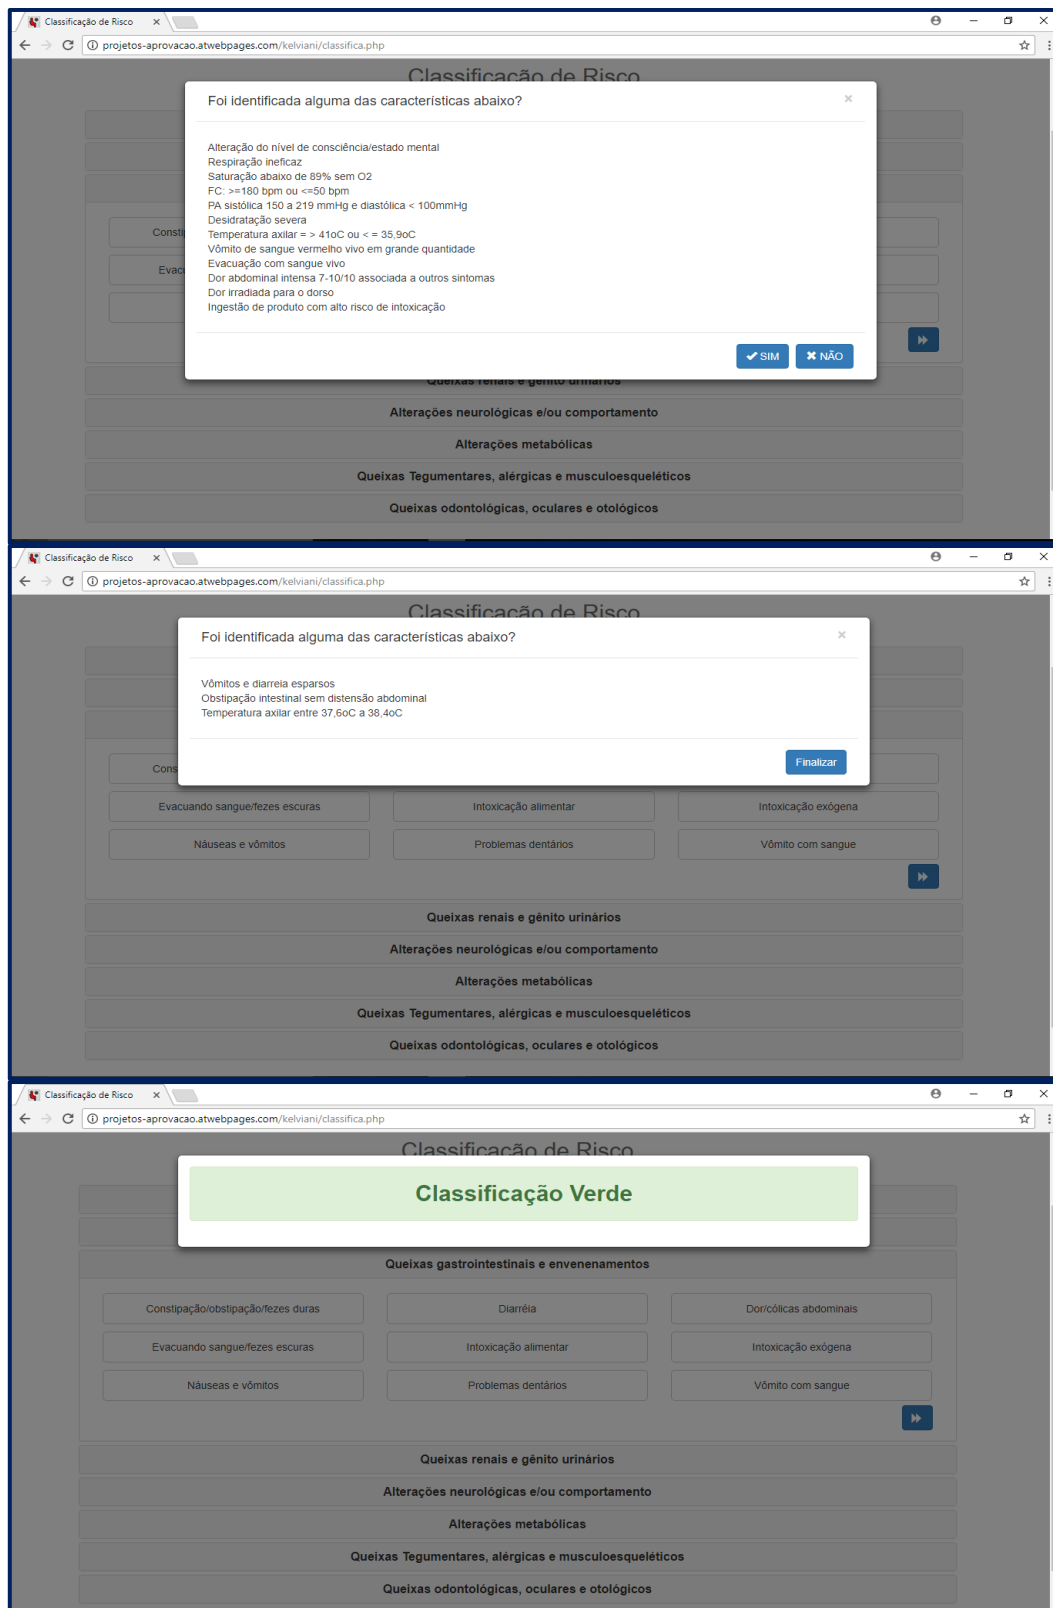 Classificação de Risco
projetos-aprovacao.atwebpages.com/kelviani/classifica.php
Classificação de Risco
Foi identificada alguma das características abaixo?
Alteração do nível de consciência/estado mental
Respiração ineficaz
Saturação abaixo de 89% sem O2
FC: >=180 bpm ou <=50 bpm
PA sistólica 150 a 219 mmHg e diastólica < 100mmHg
Desidratação severa
Temperatura axilar = > 41oC ou < = 35,9oC
Vômito de sangue vermelho vivo em grande quantidade
Evacuação com sangue vivo
Dor abdominal intensa 7-10/10 associada a outros sintomas
Dor irradiada para o dorso
Ingestão de produto com alto risco de intoxicação
SIM NÃO
Queixas renais e gênito urinários
Alterações neurológicas e/ou comportamento
Alterações metabólicas
Queixas Tegumentares, alérgicas e musculoesqueléticos
Queixas odontológicas, oculares e otológicos
Classificação de Risco
projetos-aprovacao.atwebpages.com/kelviani/classifica.php
Classificação de Risco
Foi identificada alguma das características abaixo?
Vômitos e diarreia esparsos
Obstipação intestinal sem distensão abdominal
Temperatura axilar entre 37,6oC a 38,4oC
Finalizar
Evacuando sangue/fezes escuras Intoxicação alimentar Intoxicação exógena
Náuseas e vômitos Problemas dentários Vômito com sangue
Queixas renais e gênito urinários
Alterações neurológicas e/ou comportamento
Alterações metabólicas
Queixas Tegumentares, alérgicas e musculoesqueléticos
Queixas odontológicas, oculares e otológicos
Classificação de Risco
projetos-aprovacao.atwebpages.com/kelviani/classifica.php
Classificação de Risco
Classificação Verde
Queixas gastrointestinais e envenenamentos
Constipação/obstipação/fezes duras Diarréia Dor/cólicas abdominais
Evacuando sangue/fezes escuras Intoxicação alimentar Intoxicação exógena
Náuseas e vômitos Problemas dentários Vômito com sangue
Queixas renais e gênito urinários
Alterações neurológicas e/ou comportamento
Alterações metabólicas
Queixas Tegumentares, alérgicas e musculoesqueléticos
Queixas odontológicas, oculares e otológicos